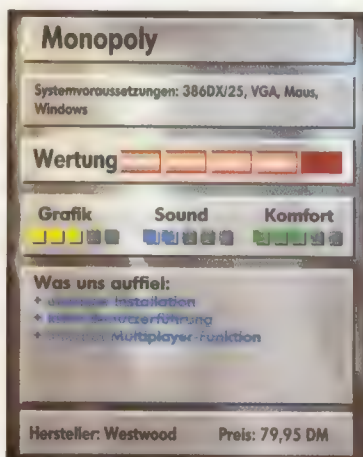 Monopoly
Systemvoraussetzungen: 386DX/25, VGA, Maus,
Windows
Wertung
Grafik Sound Komfort
Was uns auffiel:
+ Installation
+ Benutzerführung
+ Multiplayer-Funktion
Hersteller: Westwood Preis: 79,95 DM